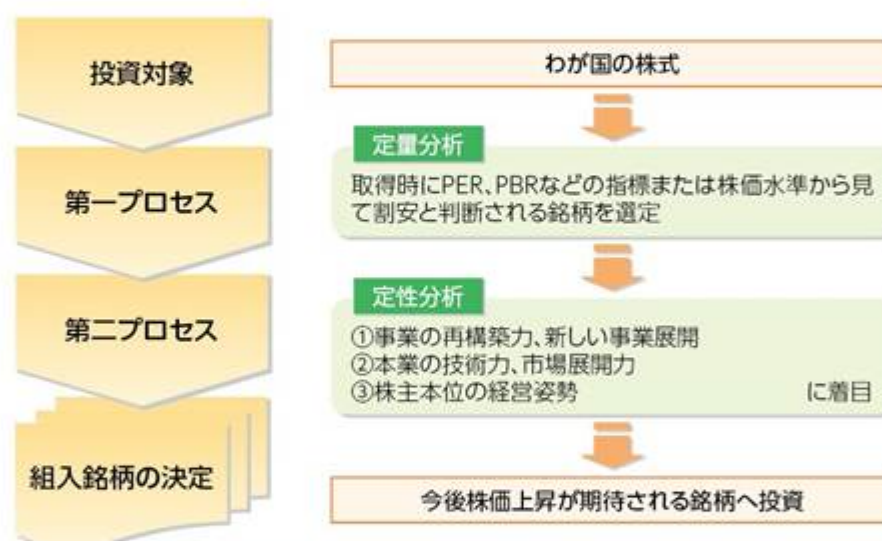 投資対象
わが国の株式
第一プロセス
定量分析
取得時にPER、PBRなどの指標または株価水準から見
て割安と判断される銘柄を選定
第二プロセス
定性分析
①事業の再構築力、新しい事業展開
②本業の技術力、市場展開力
③株主本位の経営姿勢 に着目
組入銘柄の決定
今後株価上昇が期待される銘柄へ投資